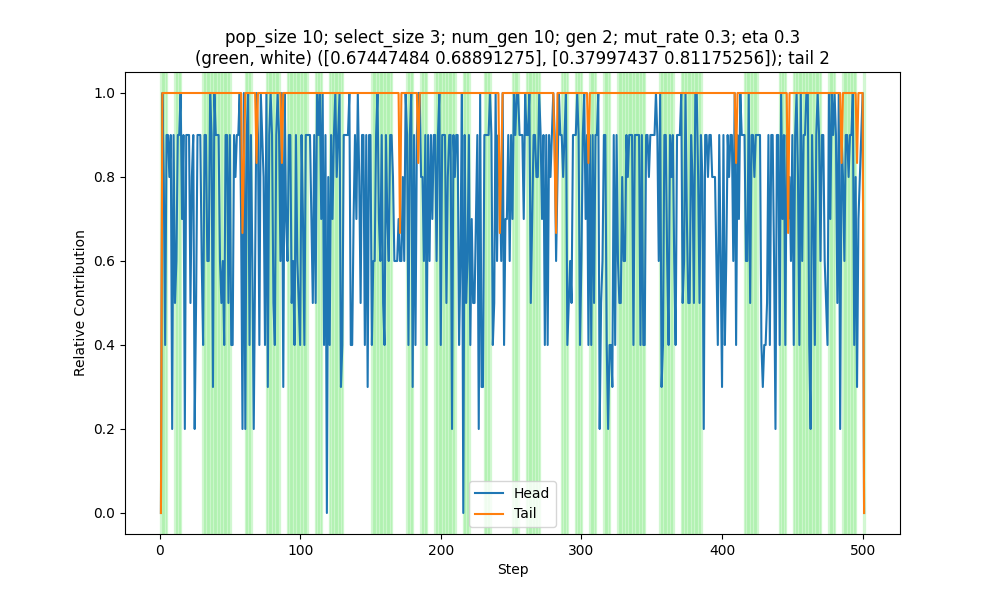 pop_size 10; select_size 3; num_gen 10; gen 2; mut_rate 0.3; eta 0.3
(green, white) ([0.67447484 0.68891275], [0.37997437 0.81175256]); tail 2
1.0
0.8
0.6
0.4
0.2
0.0
Relative Contribution
Head
Tail
0
100
200
300
400
500
Step